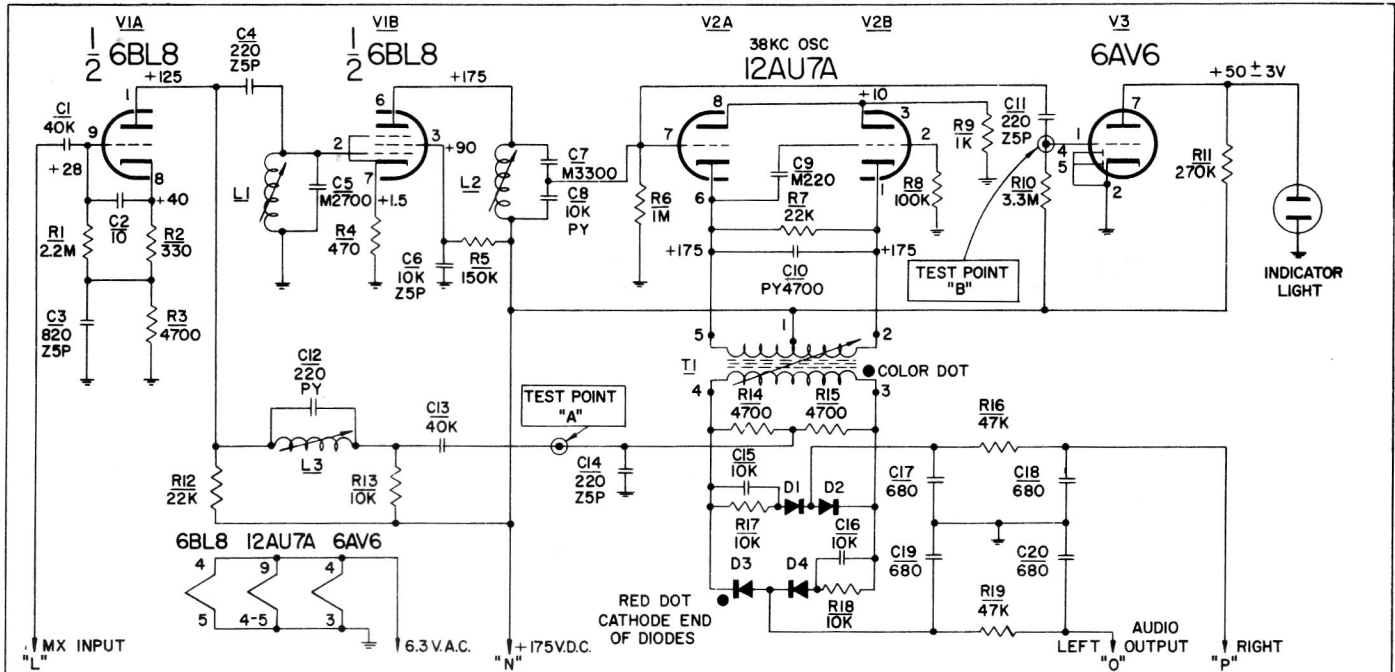 V1A
1/2 6BL8
+125
1
C1
40K
9
+28
8
+40
C2
10
R1
2.2M
R2
330
C3
820
Z5P
R3
4700
C4
220
Z5P
V1B
1/2 6BL8
+175
6
2
3
+90
7
+1.5
L1
C5
M2700
R4
470
C6
10K
Z5P
R5
150K
L2
C7
M3300
C8
10K
PY
V2A
V2B
38KC OSC
12AU7A
8
+10
3
7
2
6
1
R6
1M
C9
M220
R7
22K
R8
100K
R9
1K
+175
+175
C10
PY4700
C11
220
Z5P
V3
6AV6
+50 ± 3V
7
1
4
5
2
R10
3.3M
R11
270K
TEST POINT
"B"
INDICATOR
LIGHT
5
1
2
T1
COLOR DOT
4
3
R14
4700
R15
4700
C12
220
PY
L3
C13
40K
TEST POINT
"A"
R12
22K
R13
10K
C14
220
Z5P
C15
10K
D1
D2
R17
10K
C16
10K
D3
D4
R18
10K
RED DOT
CATHODE END
OF DIODES
R16
47K
C17
680
C18
680
C19
680
C20
680
R19
47K
6BL8
12AU7A
6AV6
4
9
4
5
4-5
3
MX INPUT
"L"
6.3 V.A.C.
+175V.D.C.
"N"
LEFT
AUDIO
OUTPUT
"O"
RIGHT
"P"